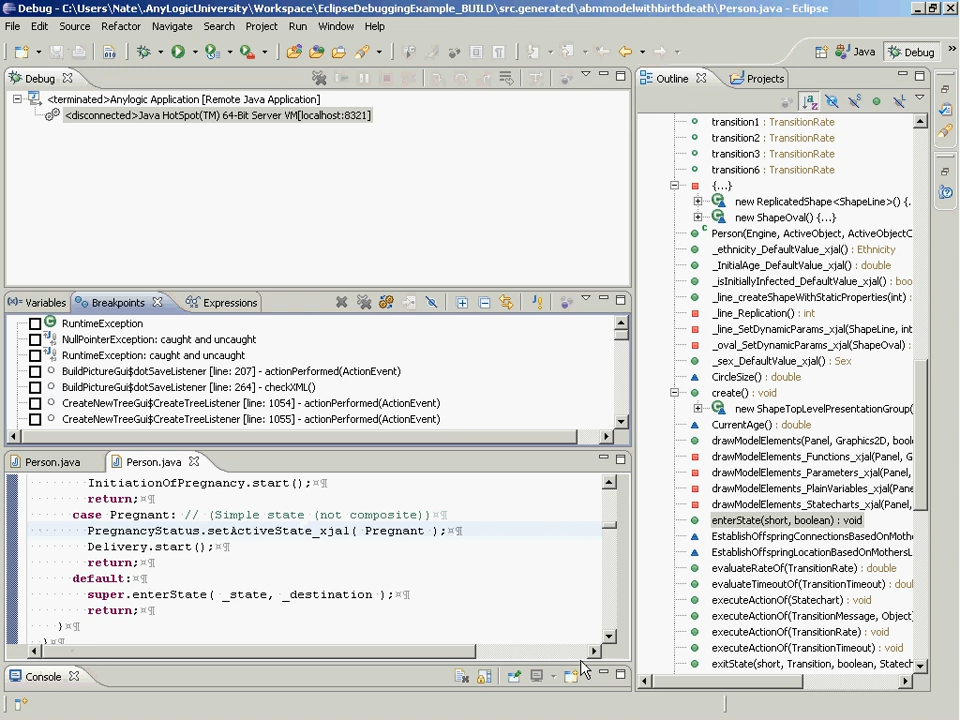 Debug - C:\Users\Nate\.AnyLogicUniversity\Workspace\EclipseDebuggingExample_BUILD\src.generated\abmmodelwithbirthdeath\Person.java - Eclipse
File Edit Source Refactor Navigate Search Project Run Window Help
Java Debug
Debug
<terminated>Anylogic Application [Remote Java Application]
<disconnected>Java HotSpot(TM) 64-Bit Server VM[localhost:8321]
Variables Breakpoints Expressions
RuntimeException
NullPointerException: caught and uncaught
RuntimeException: caught and uncaught
BuildPictureGui$dotSaveListener [line: 207] - actionPerformed(ActionEvent)
BuildPictureGui$dotSaveListener [line: 264] - checkXML()
CreateNewTreeGui$CreateTreeListener [line: 1054] - actionPerformed(ActionEvent)
CreateNewTreeGui$CreateTreeListener [line: 1055] - actionPerformed(ActionEvent)
Person.java Person.java
InitiationOfPregnancy.start();¤¶
return;¤¶
case Pregnant: // (Simple state (not composite))¤¶
PregnancyStatus.setActiveState_xjal( Pregnant );¤¶
Delivery.start();¤¶
return;¤¶
default:¤¶
super.enterState( _state, _destination );¤¶
return;¤¶
}¤¶
}¤¶
Console
Outline Projects
transition1 : TransitionRate
transition2 : TransitionRate
transition3 : TransitionRate
transition6 : TransitionRate
{...}
new ReplicatedShape<ShapeLine>() {.
new ShapeOval() {...}
Person(Engine, ActiveObject, ActiveObjectC
_ethnicity_DefaultValue_xjal() : Ethnicity
_InitialAge_DefaultValue_xjal() : double
_isInitiallyInfected_DefaultValue_xjal() : boo
_line_createShapeWithStaticProperties(int) :
_line_Replication() : int
_line_SetDynamicParams_xjal(ShapeLine, int
_oval_SetDynamicParams_xjal(ShapeOval) :
_sex_DefaultValue_xjal() : Sex
CircleSize() : double
create() : void
new ShapeTopLevelPresentationGroup(
CurrentAge() : double
drawModelElements(Panel, Graphics2D, bool
drawModelElements_Functions_xjal(Panel, G
drawModelElements_Parameters_xjal(Panel,
drawModelElements_PlainVariables_xjal(Pan
drawModelElements_Statecharts_xjal(Panel,
enterState(short, boolean) : void
EstablishOffspringConnectionsBasedOnMothe
EstablishOffspringLocationBasedOnMothersL
evaluateRateOf(TransitionRate) : double
evaluateTimeoutOf(TransitionTimeout) : doul
executeActionOf(Statechart) : void
executeActionOf(TransitionMessage, Object)
executeActionOf(TransitionRate) : void
executeActionOf(TransitionTimeout) : void
exitState(short, Transition, boolean, Statech